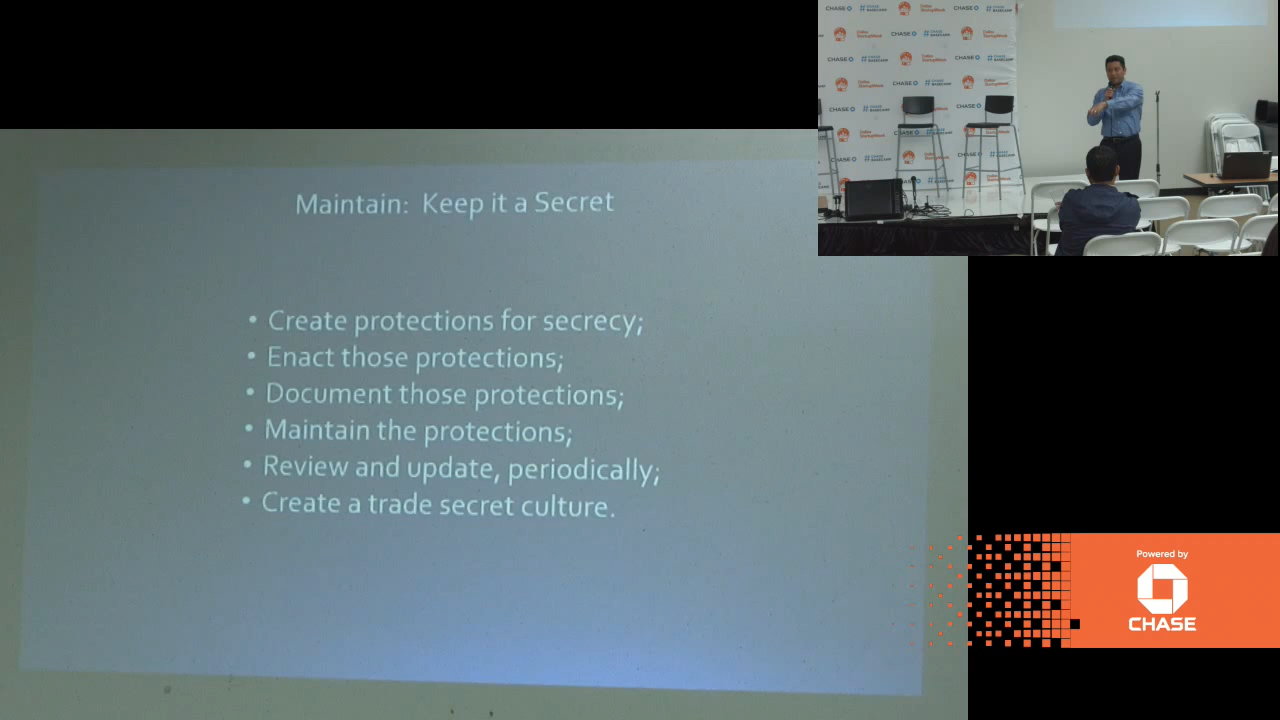 Maintain: Keep it a Secret
• Create protections for secrecy;
• Enact those protections;
• Document those protections;
• Maintain the protections;
• Review and update, periodically;
• Create a trade secret culture.
Powered by
CHASE